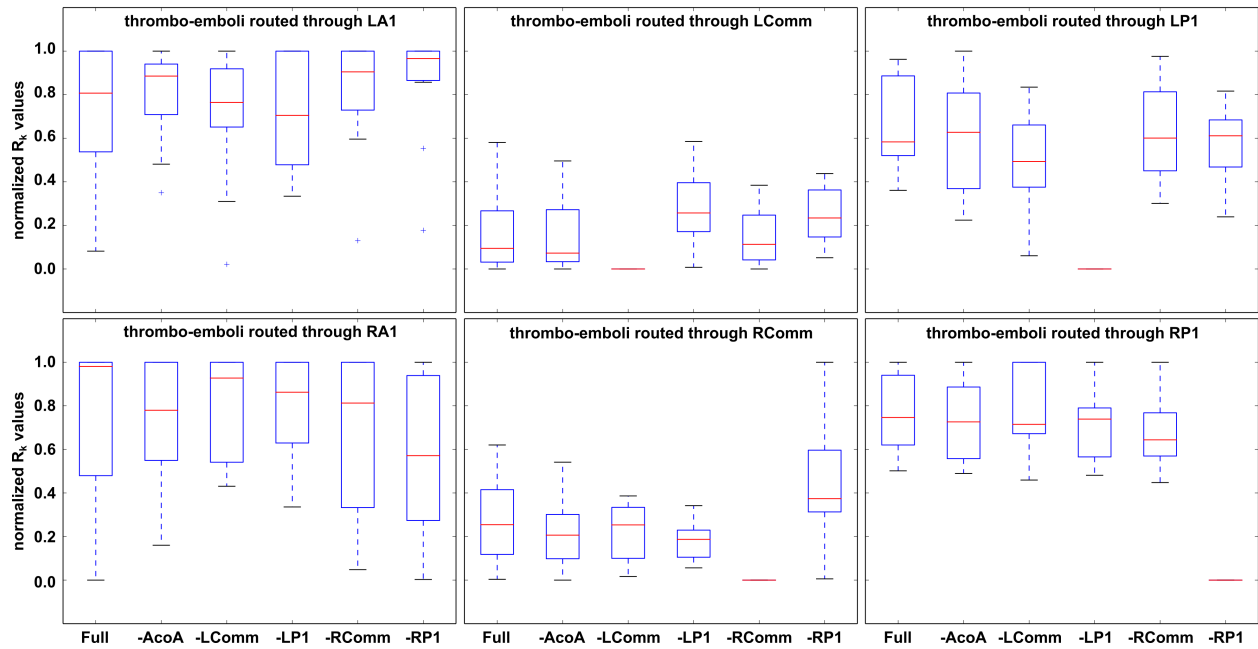 thrombo-emboli routed through LA1
thrombo-emboli routed through LComm
thrombo-emboli routed through LP1
normalized Rk values
1.0
0.8
0.6
0.4
0.2
0.0
thrombo-emboli routed through RA1
thrombo-emboli routed through RComm
thrombo-emboli routed through RP1
normalized Rk values
1.0
0.8
0.6
0.4
0.2
0.0
Full -AcoA -LComm -LP1 -RComm -RP1
Full -AcoA -LComm -LP1 -RComm -RP1
Full -AcoA -LComm -LP1 -RComm -RP1